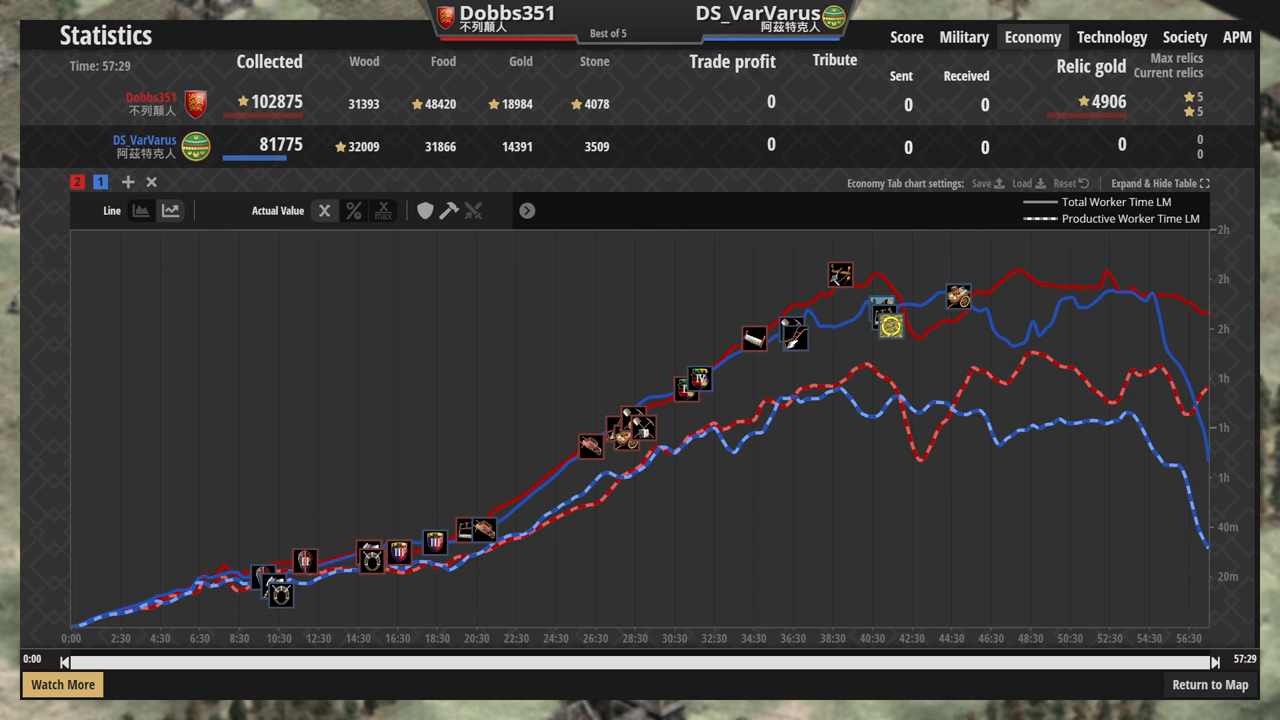 Dobbs351
不列顛人
Best of 5
DS_VarVarus
阿茲特克人
Statistics
Score Military Economy Technology Society APM
Time: 57:29
Collected Wood Food Gold Stone Trade profit Tribute Sent Received Relic gold Max relics Current relics
Dobbs351
不列顛人
102875 31393 48420 18984 4078 0 0 0 4906 5 5
DS_VarVarus
阿茲特克人
81775 32009 31866 14391 3509 0 0 0 0 0 0
2 1
Economy Tab chart settings: Save Load Reset Expand & Hide Table
Line Actual Value X % X max
Total Worker Time LM
Productive Worker Time LM
2h
2h
2h
1h
1h
1h
40m
20m
0:00 2:30 4:30 6:30 8:30 10:30 12:30 14:30 16:30 18:30 20:30 22:30 24:30 26:30 28:30 30:30 32:30 34:30 36:30 38:30 40:30 42:30 44:30 46:30 48:30 50:30 52:30 54:30 56:30
0:00 57:29
Watch More Return to Map